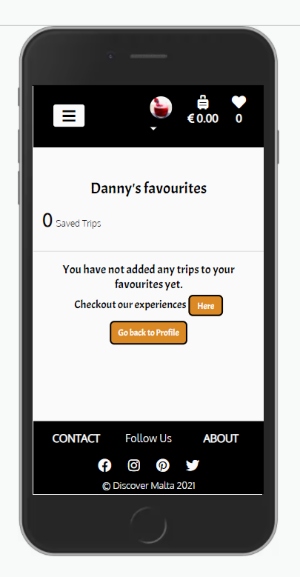 € 0.00 0
Danny's favourites
0 Saved Trips
You have not added any trips to your
favourites yet.
Checkout our experiences Here
Go back to Profile
CONTACT Follow Us ABOUT
© Discover Malta 2021